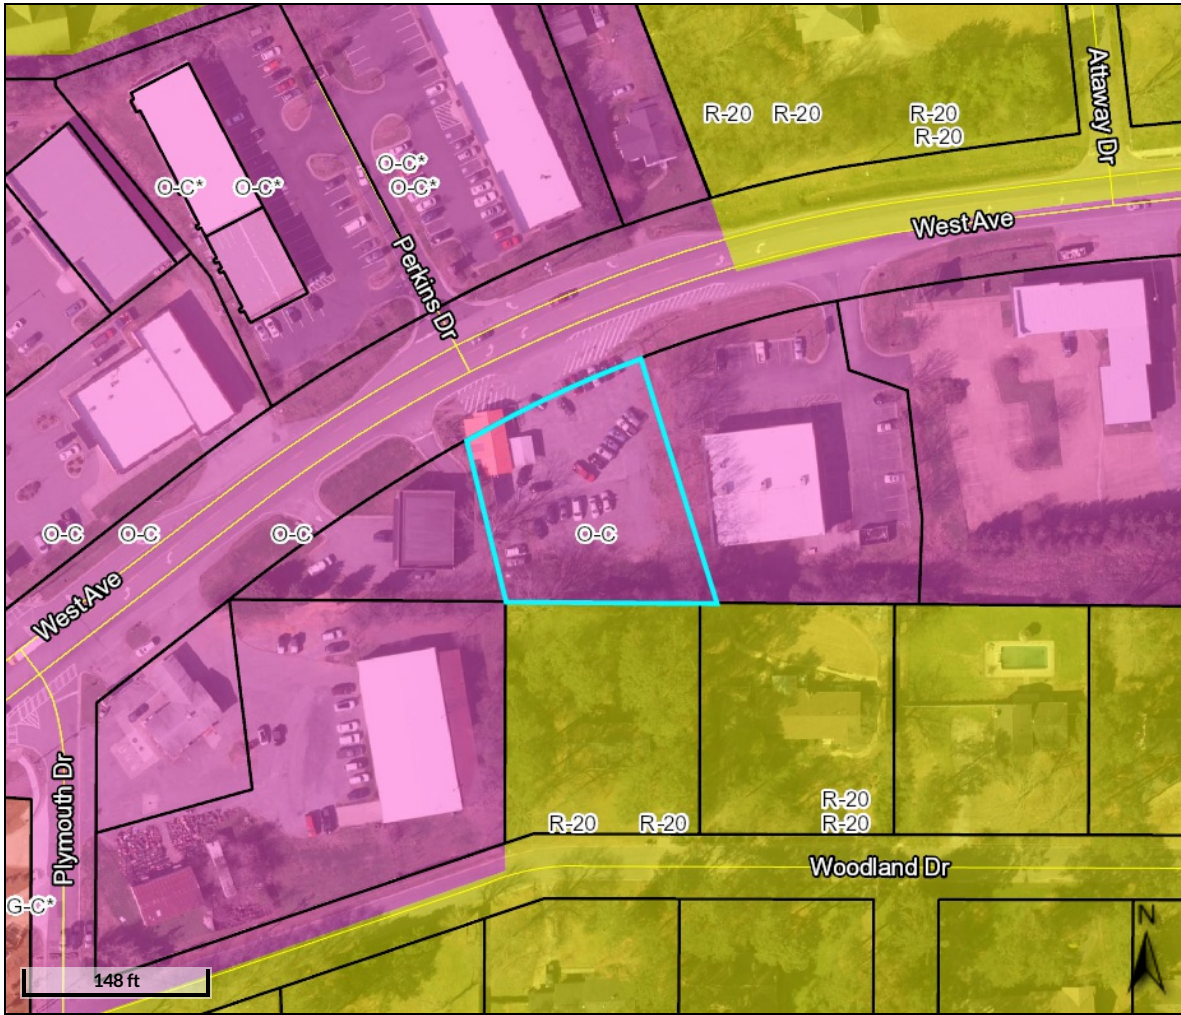 Attaway Dr
R-20 R-20 R-20
R-20
O-C*
O-C* O-C* O-C*
West Ave
Perkins Dr
O-C O-C O-C O-C
West Ave
Plymouth Dr
R-20
R-20 R-20 R-20
Woodland Dr
G-C*
N
148 ft